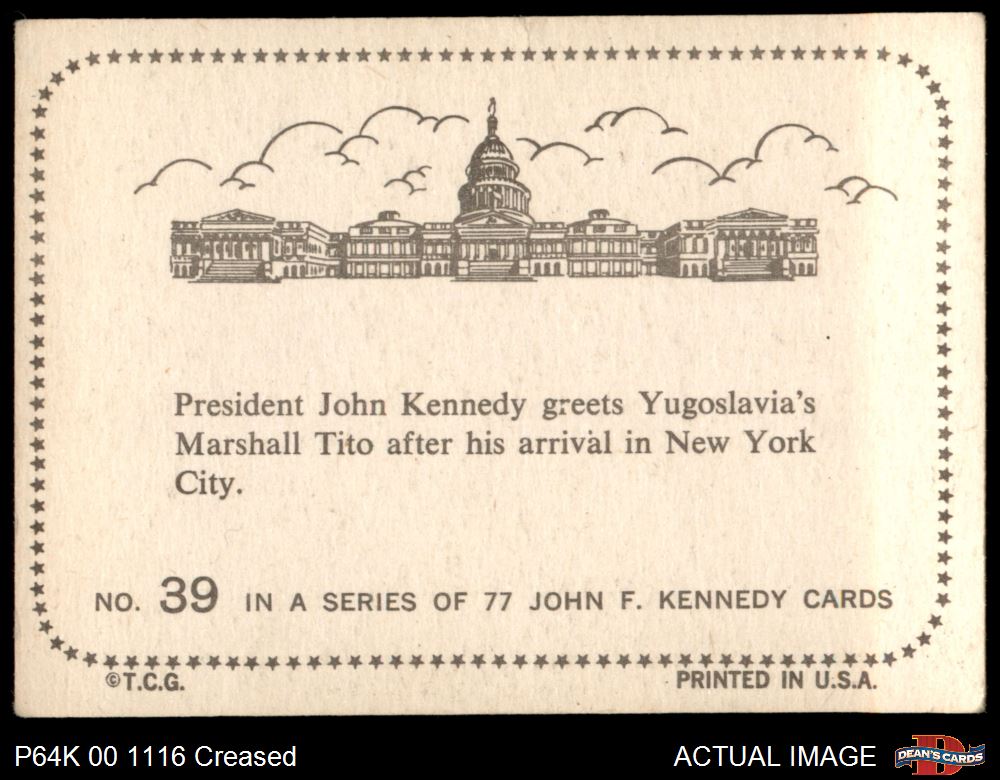 President John Kennedy greets Yugoslavia's
Marshall Tito after his arrival in New York
City.
NO. 39 IN A SERIES OF 77 JOHN F. KENNEDY CARDS
©T.C.G.
PRINTED IN U.S.A.
P64K 00 1116 Creased
ACTUAL IMAGE
D
DEAN'S CARDS